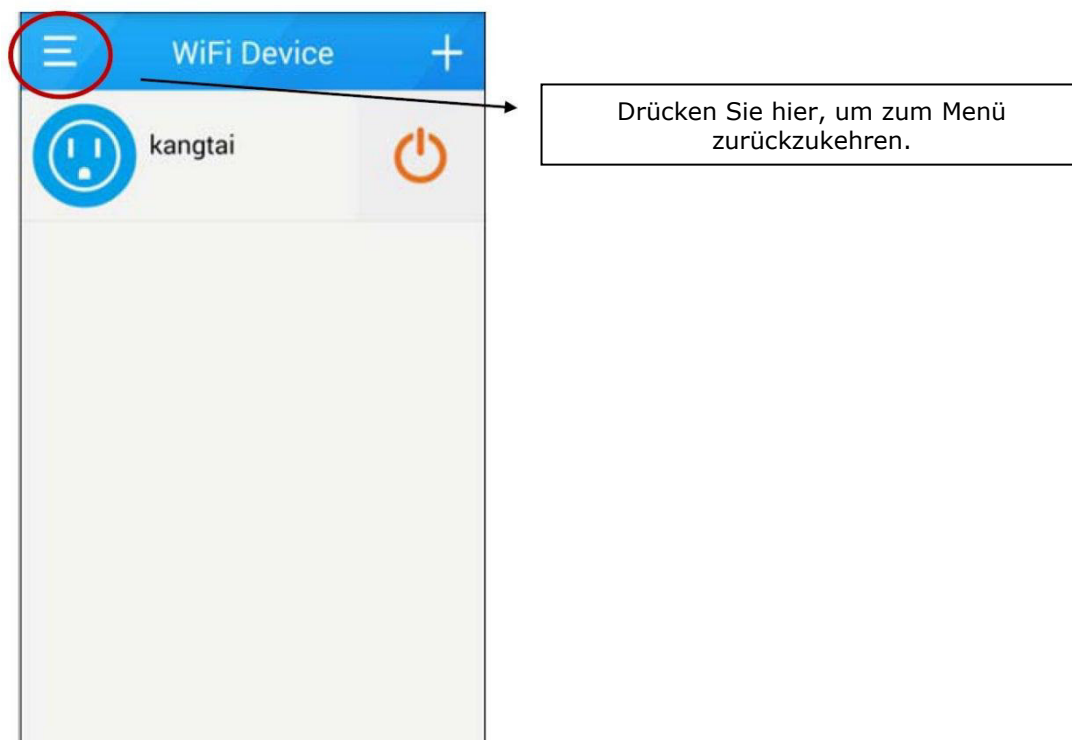 WiFi Device
kangtai
Drücken Sie hier, um zum Menü
zurückzukehren.